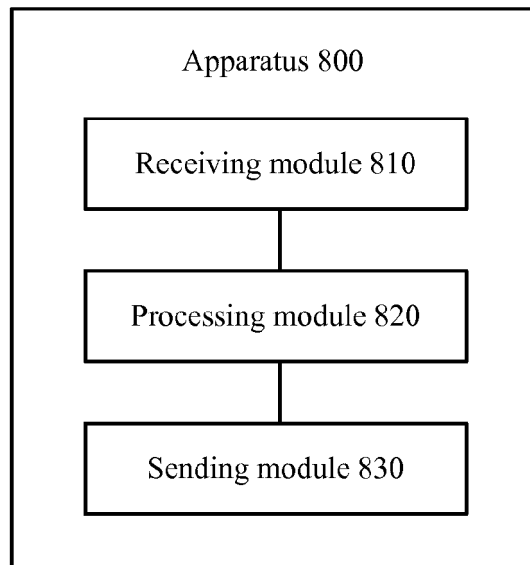 Apparatus 800
Receiving module 810
Processing module 820
Sending module 830